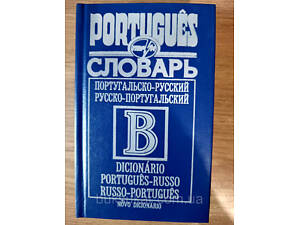 PORTUGUÊS
СЛОВАРЬ
ПОРТУГАЛЬСКО-РУССКИЙ
РУССКО-ПОРТУГАЛЬСКИЙ
B
DICIONÁRIO
PORTUGUÊS-RUSSO
RUSSO-PORTUGUÊS
NOVO DICIONÁRIO